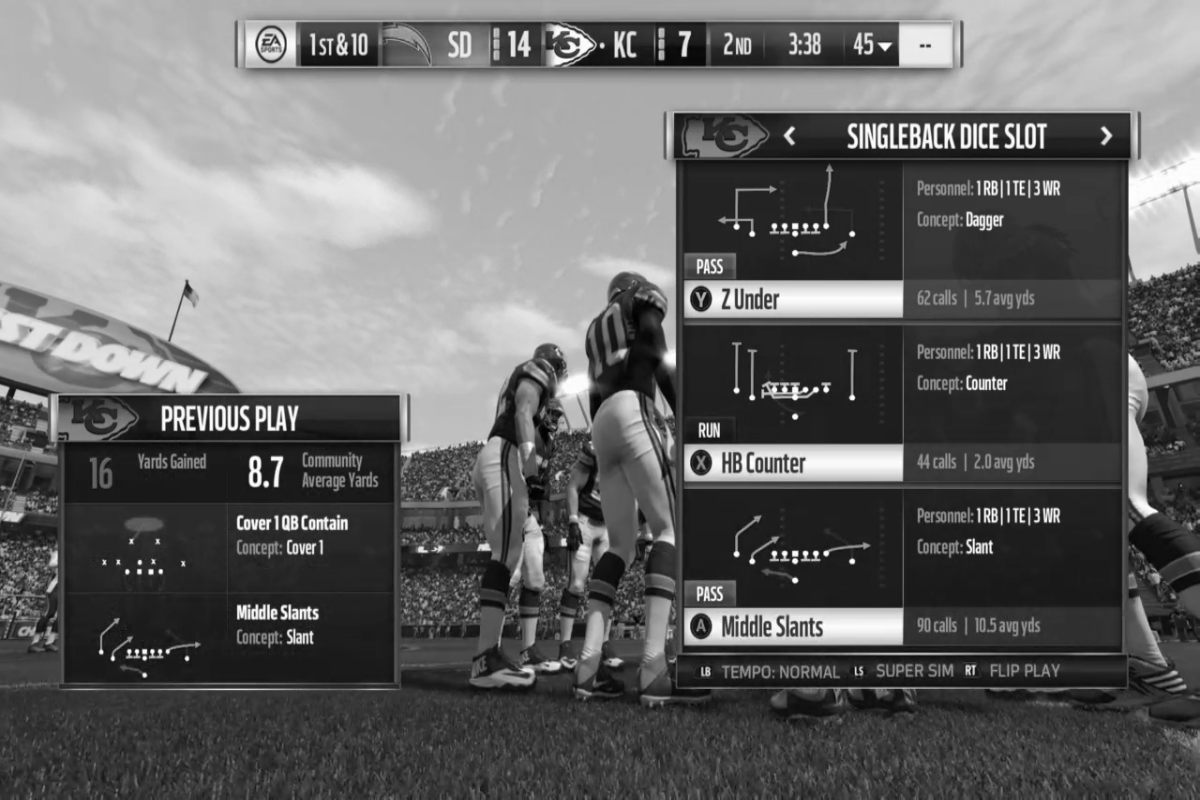 EA SPORTS 1ST & 10 SD 14 KC KC 7 2ND 3:38 45 --
KC SINGLEBACK DICE SLOT
Personnel: 1 RB | 1 TE | 3 WR
Concept: Dagger
PASS
Y Z Under 62 calls | 5.7 avg yds
Personnel: 1 RB | 1 TE | 3 WR
Concept: Counter
RUN
X HB Counter 44 calls | 2.0 avg yds
Personnel: 1 RB | 1 TE | 3 WR
Concept: Slant
PASS
A Middle Slants 90 calls | 10.5 avg yds
LB TEMPO: NORMAL LS SUPER SIM RT FLIP PLAY
KC PREVIOUS PLAY
16 Yards Gained 8.7 Community
Average Yards
Cover 1 QB Contain
Concept: Cover 1
Middle Slants
Concept: Slant
ST DOWN
10
NIKE